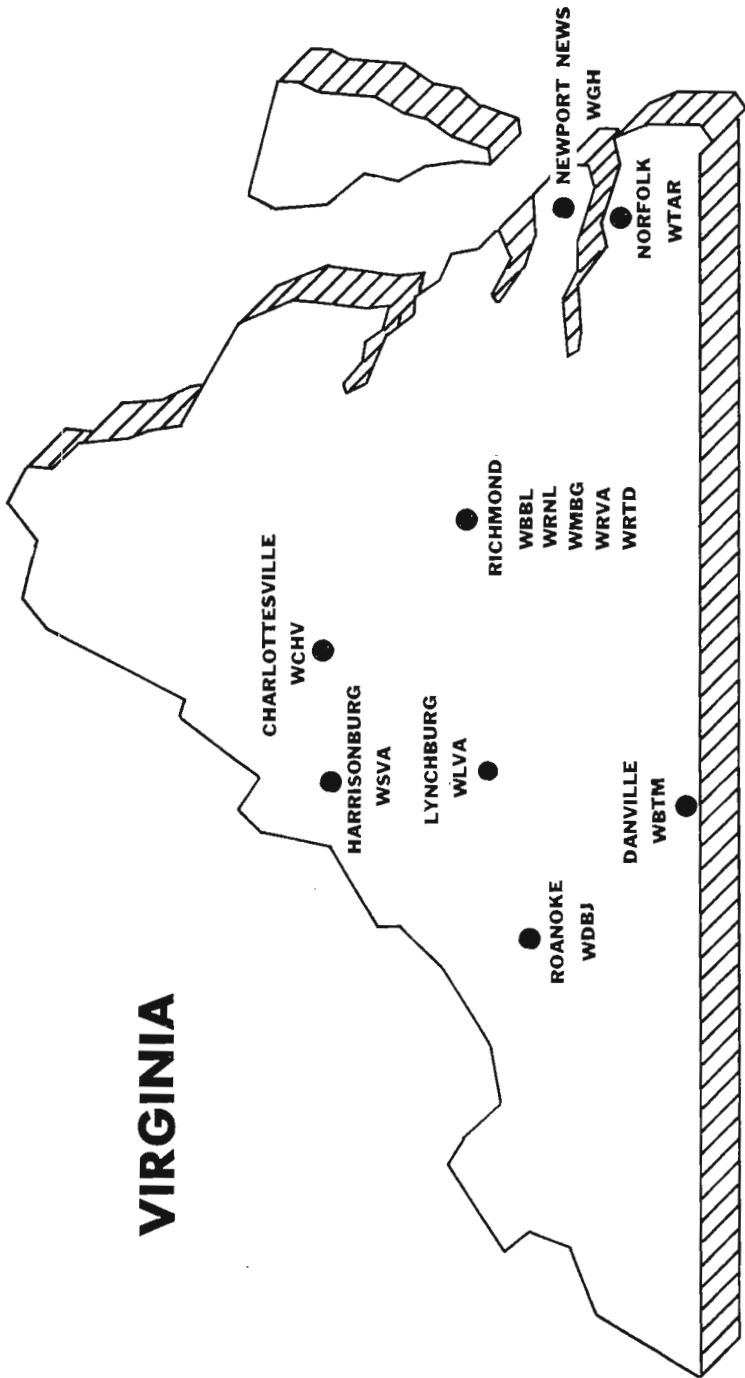 VIRGINIA
CHARLOTTESVILLE
WCHV
HARRISONBURG
WSVA
LYNCHBURG
WLVA
ROANOKE
WDBJ
DANVILLE
WBTM
RICHMOND
WBBL
WRNL
WMBG
WRVA
WRTD
NEWPORT NEWS
WGH
NORFOLK
WTAR